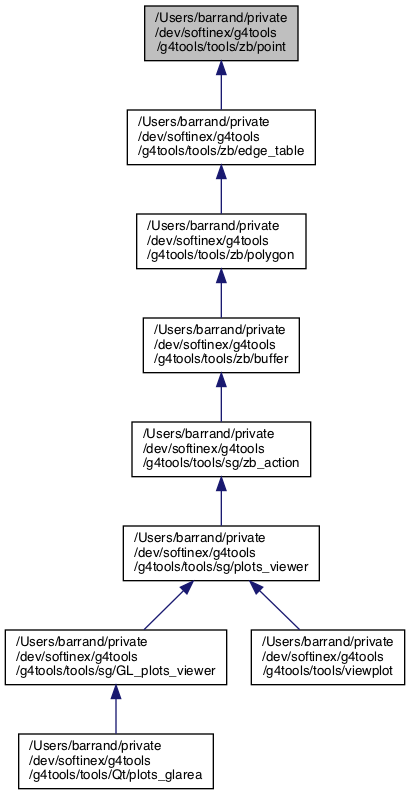 /Users/barrand/private
/dev/softinex/g4tools
/g4tools/tools/zb/point
/Users/barrand/private
/dev/softinex/g4tools
/g4tools/tools/zb/edge_table
/Users/barrand/private
/dev/softinex/g4tools
/g4tools/tools/zb/polygon
/Users/barrand/private
/dev/softinex/g4tools
/g4tools/tools/zb/buffer
/Users/barrand/private
/dev/softinex/g4tools
/g4tools/tools/sg/zb_action
/Users/barrand/private
/dev/softinex/g4tools
/g4tools/tools/sg/plots_viewer
/Users/barrand/private
/dev/softinex/g4tools
/g4tools/tools/sg/GL_plots_viewer
/Users/barrand/private
/dev/softinex/g4tools
/g4tools/tools/viewplot
/Users/barrand/private
/dev/softinex/g4tools
/g4tools/tools/Qt/plots_glarea